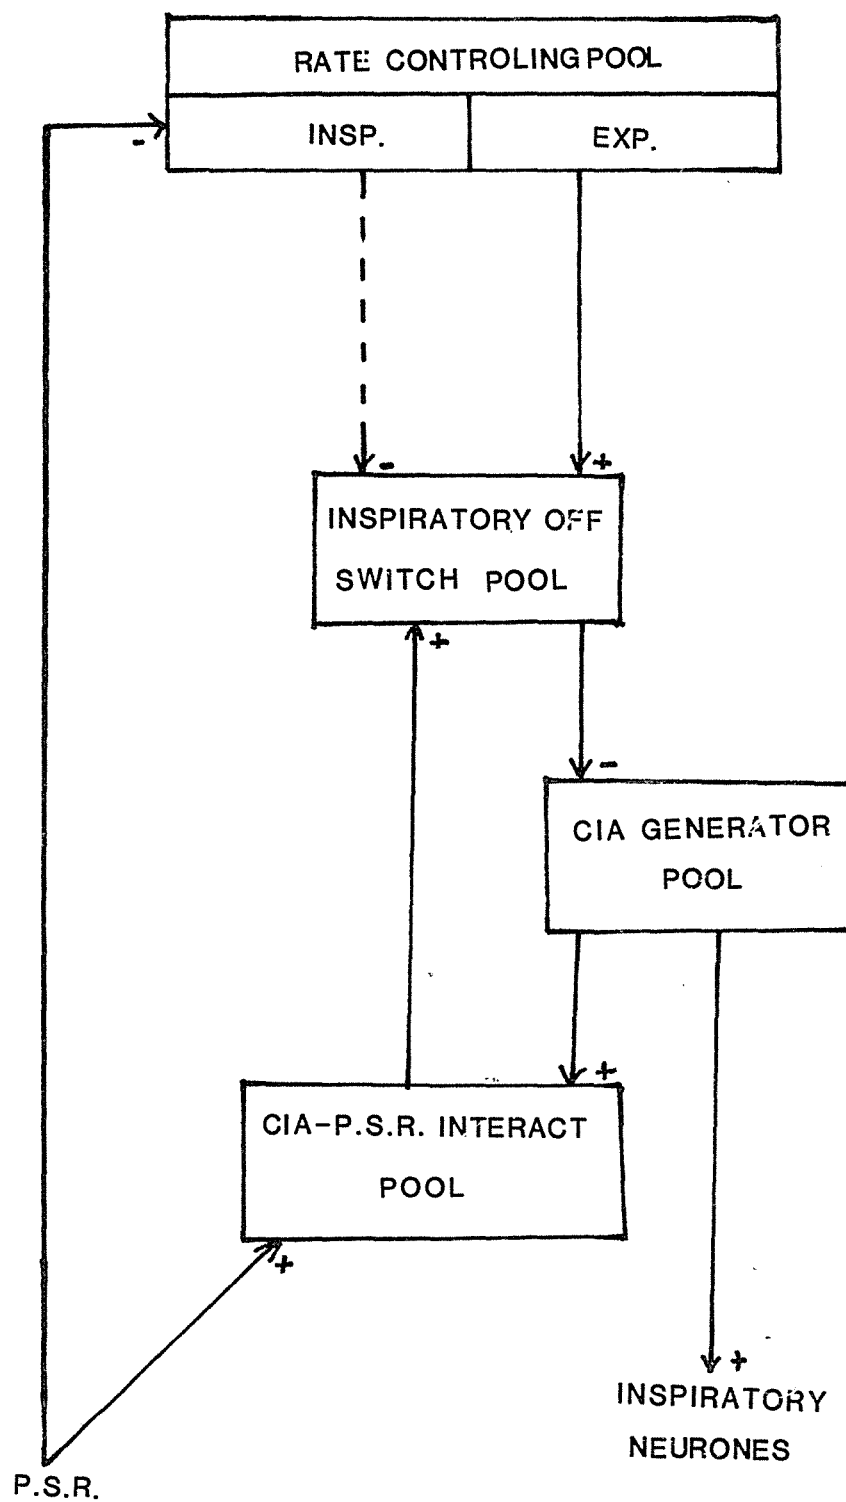 RATE CONTROLING POOL
INSP.
EXP.
-
-
+
INSPIRATORY OFF
SWITCH POOL
+
-
CIA GENERATOR
POOL
+
CIA-P.S.R. INTERACT
POOL
+
+
INSPIRATORY
NEURONES
P.S.R.